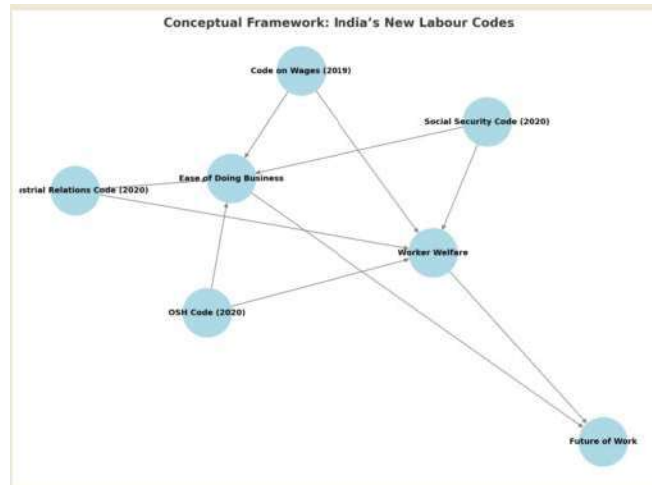 Conceptual Framework: India's New Labour Codes
Code on Wages (2019)
Social Security Code (2020)
Ease of Doing Business
ustrial Relations Code (2020)
Worker Welfare
OSH Code (2020)
Future of Work